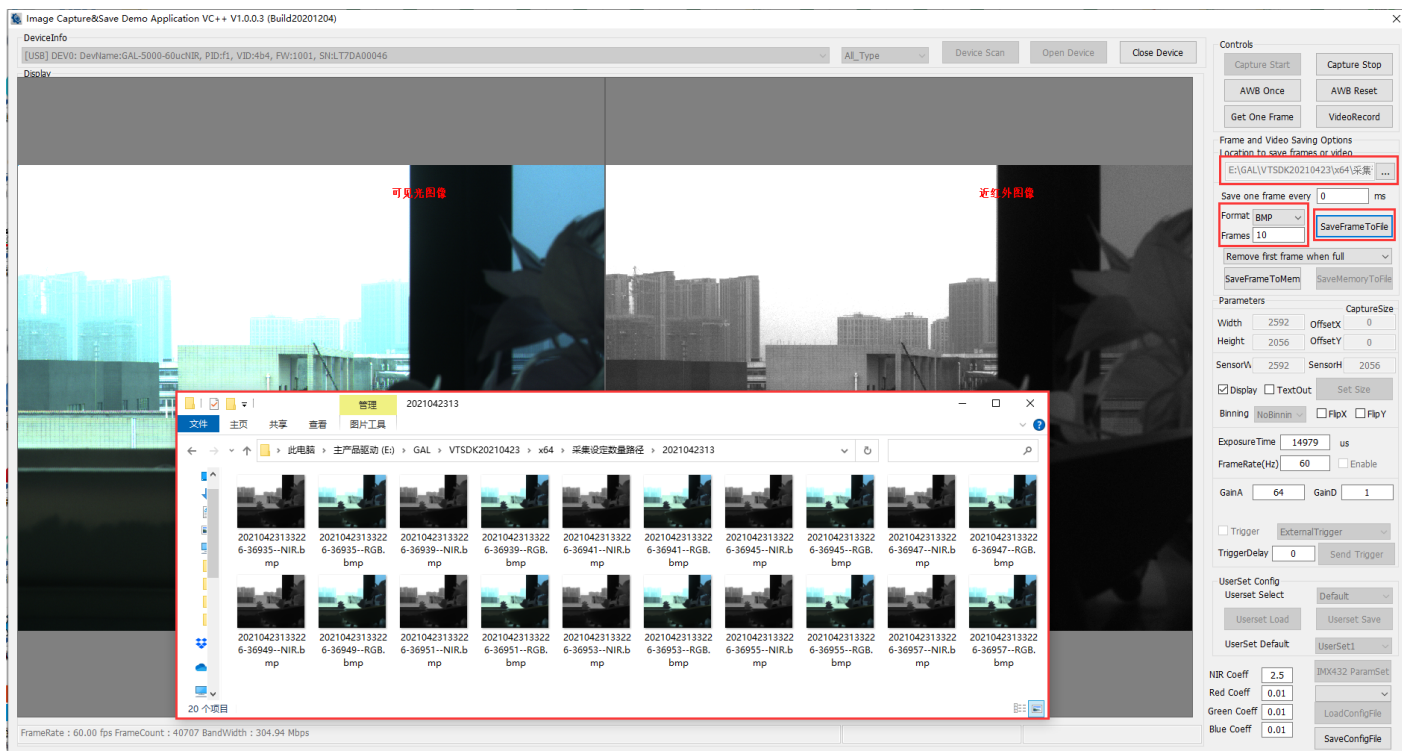 Image Capture&Save Demo Application VC++ V1.0.0.3 (Build20201204)
DeviceInfo
[USB] DEV0: DevName:GAL-5000-60ucNIR, PID:f1, VID:4b4, FW:1001, SN:LT7DA00046
All_Type
Device Scan
Open Device
Close Device
Display
可见光图像
近红外图像
Controls
Capture Start
Capture Stop
AWB Once
AWB Reset
Get One Frame
VideoRecord
Frame and Video Saving Options
Location to save frames or video
E:\GAL\VTSDK20210423\x64\采集
...
Save one frame every 0 ms
Format BMP
Frames 10
SaveFrameToFile
Remove first frame when full
SaveFrameToMem
SaveMemoryToFile
Parameters
CaptureSize
Width 2592 OffsetX 0
Height 2056 OffsetY 0
SensorW 2592 SensorH 2056
Display TextOut Set Size
Binning NoBinnin FlipX FlipY
ExposureTime 14979 us
FrameRate(Hz) 60 Enable
GainA 64 GainD 1
Trigger ExternalTrigger
TriggerDelay 0 Send Trigger
UserSet Config
Userset Select Default
Userset Load Userset Save
UserSet Default UserSet1
NIR Coeff 2.5 IMX432 ParamSet
Red Coeff 0.01
Green Coeff 0.01 LoadConfigFile
Blue Coeff 0.01
SaveConfigFile
管理 2021042313
文件 主页 共享 查看 图片工具
此电脑 › 主产品驱动 (E:) › GAL › VTSDK20210423 › x64 › 采集设定数量路径 › 2021042313
2021042313322 2021042313322 2021042313322 2021042313322 2021042313322 2021042313322 2021042313322 2021042313322 2021042313322 2021042313322
6-36935--NIR.b 6-36935--RGB. 6-36939--NIR.b 6-36939--RGB. 6-36941--NIR.b 6-36941--RGB. 6-36945--NIR.b 6-36945--RGB. 6-36947--NIR.b 6-36947--RGB.
mp bmp mp bmp mp bmp mp bmp mp bmp
2021042313322 2021042313322 2021042313322 2021042313322 2021042313322 2021042313322 2021042313322 2021042313322 2021042313322 2021042313322
6-36949--NIR.b 6-36949--RGB. 6-36951--NIR.b 6-36951--RGB. 6-36953--NIR.b 6-36953--RGB. 6-36955--NIR.b 6-36955--RGB. 6-36957--NIR.b 6-36957--RGB.
mp bmp mp bmp mp bmp mp bmp mp bmp
20 个项目
FrameRate : 60.00 fps FrameCount : 40707 BandWidth : 304.94 Mbps